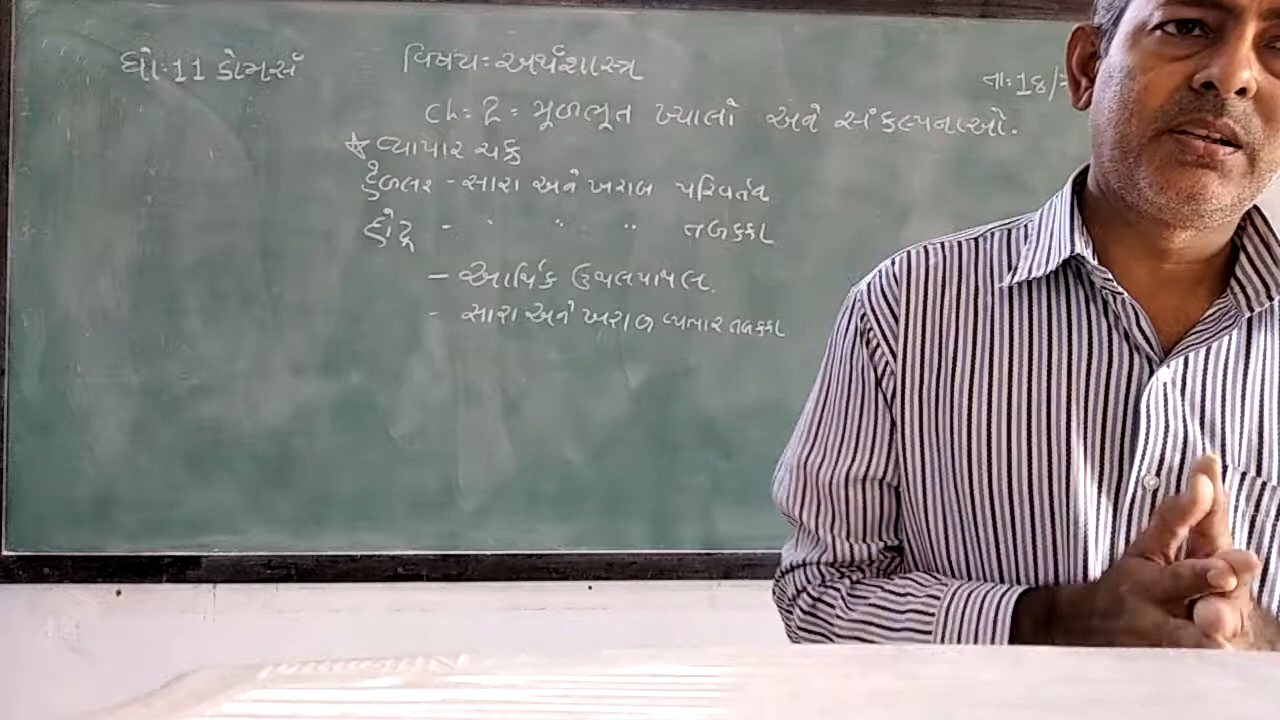 ધો:11 કોમર્સ વિષય:અર્થશાસ્ત્ર તા:18/
ch: 2 : મૂળભૂત ખ્યાલો અને સંકલ્પનાઓ.
☆ વ્યાપાર ચક્ર
- સારા અને ખરાબ પરિવર્તન
હોટ્રે - " " " તબક્કા
- આર્થિક ઉથલપાથલ.
- સારા અને ખરાબ વ્યાપાર તબક્કા